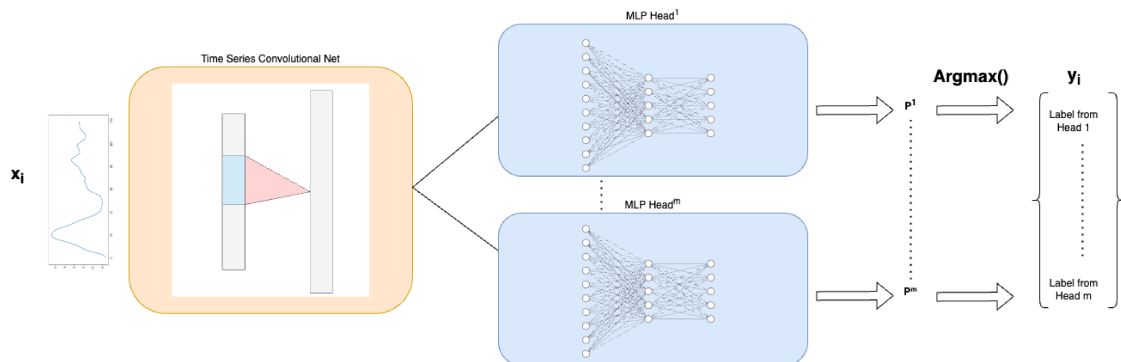 MLP Head1
Time Series Convolutional Net
Argmax()
yi
P1
Label from
Head 1
xi
MLP Headm
Label from
Head m
Pm